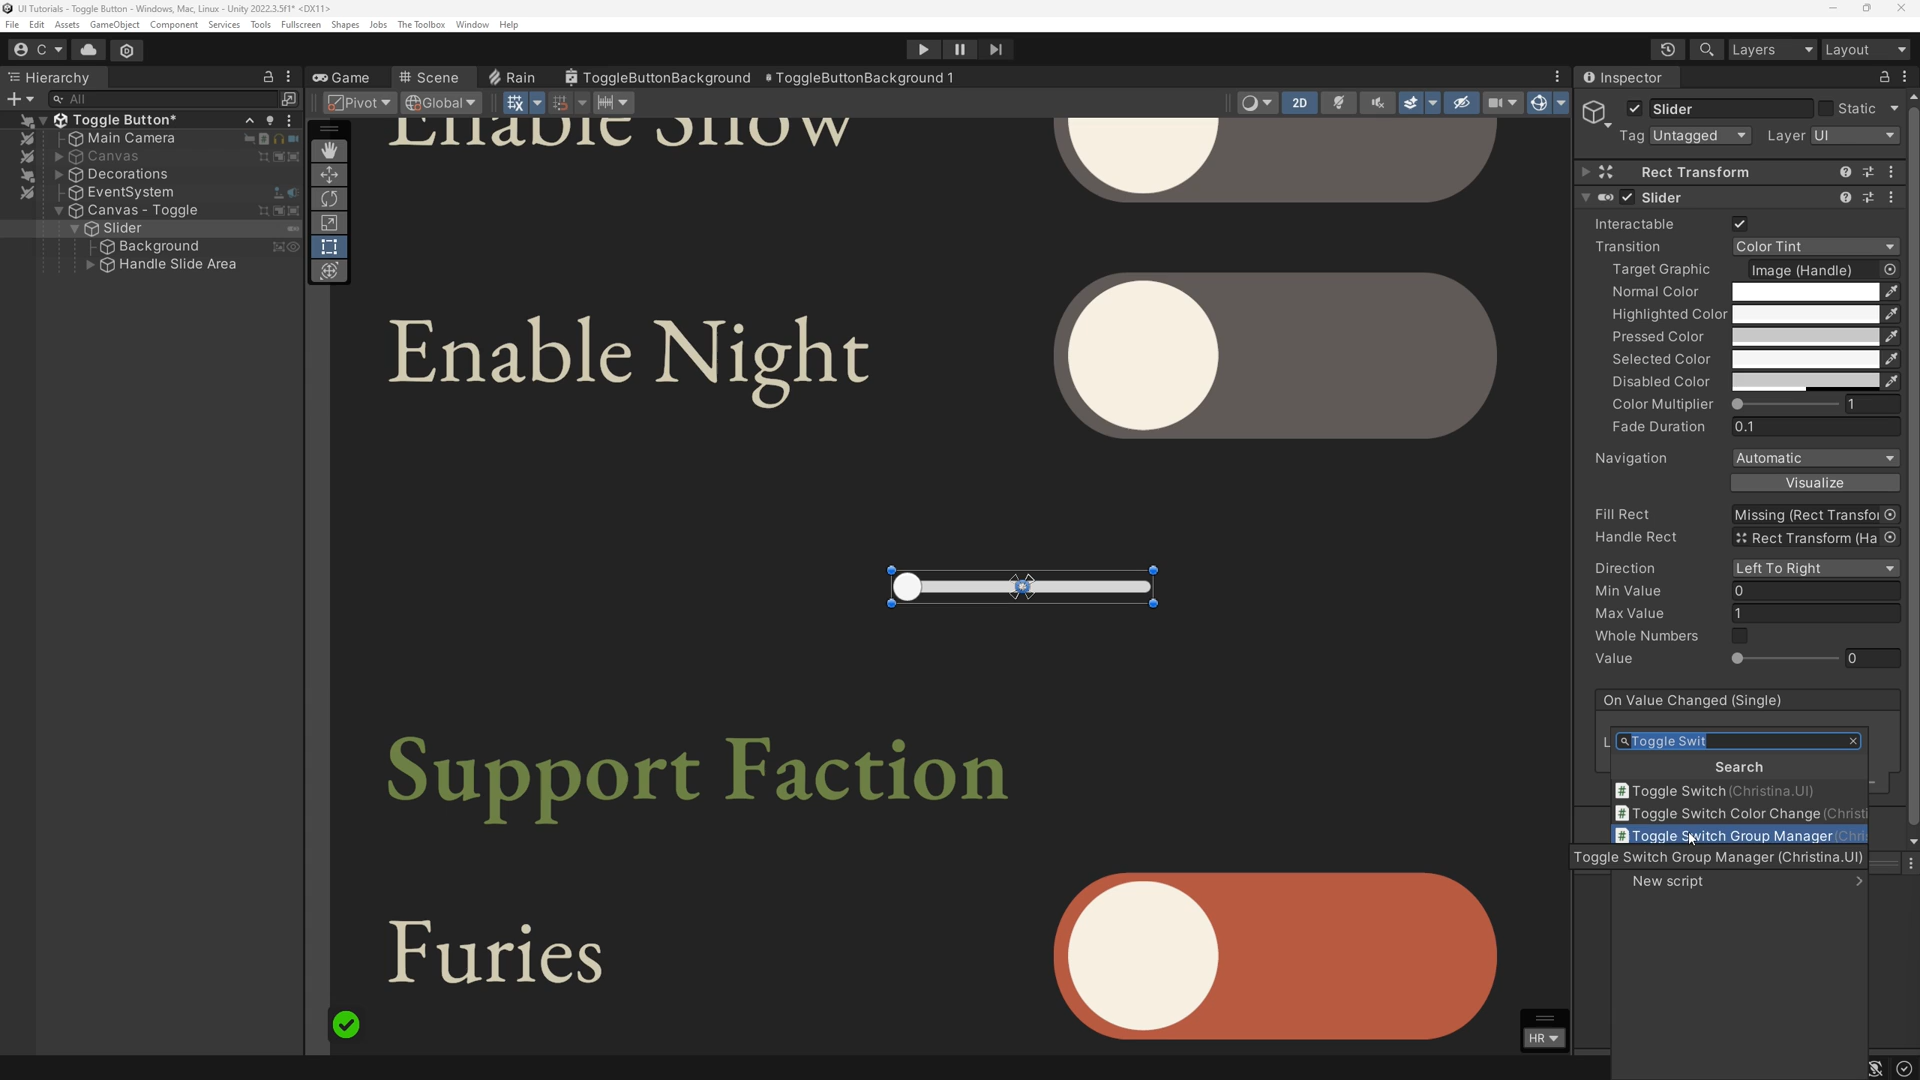 UI Tutorials - Toggle Button - Windows, Mac, Linux - Unity 2022.3.5f1* <DX11>
File Edit Assets GameObject Component Services Tools Fullscreen Shapes Jobs The Toolbox Window Help
C Layers Layout
Hierarchy
All
Toggle Button*
Main Camera
Canvas
Decorations
EventSystem
Canvas - Toggle
Slider
Background
Handle Slide Area
Game Scene Rain ToggleButtonBackground ToggleButtonBackground 1
Pivot Global 2D
Enable Snow
Enable Night
Support Faction
Furies
HR
Inspector
Slider Static
Tag Untagged Layer UI
Rect Transform
Slider
Interactable
Transition Color Tint
Target Graphic Image (Handle)
Normal Color
Highlighted Color
Pressed Color
Selected Color
Disabled Color
Color Multiplier 1
Fade Duration 0.1
Navigation Automatic
Visualize
Fill Rect Missing (Rect Transfor
Handle Rect Rect Transform (Ha
Direction Left To Right
Min Value 0
Max Value 1
Whole Numbers
Value 0
On Value Changed (Single)
L
Toggle Swit
Search
Toggle Switch (Christina.UI)
Toggle Switch Color Change (Christi
Toggle Switch Group Manager (Chris
Toggle Switch Group Manager (Christina.UI)
New script